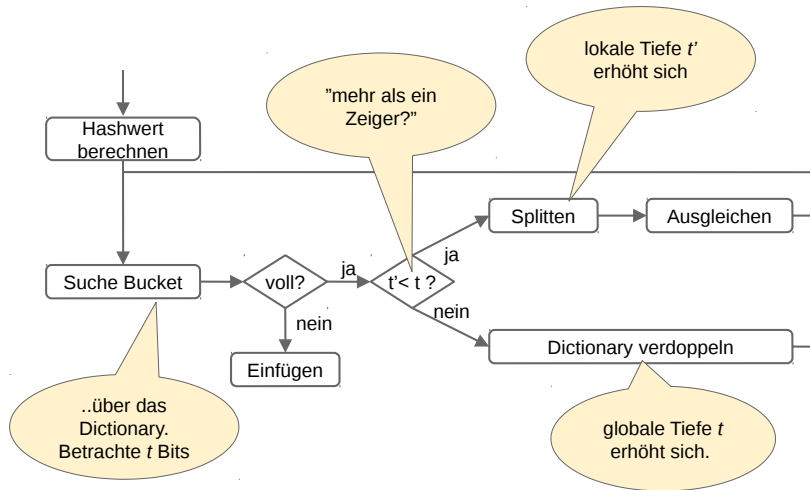 lokale Tiefe t'
erhöht sich
"mehr als ein
Zeiger?"
Hashwert
berechnen
Splitten
Ausgleichen
ja
Suche Bucket
voll?
ja
t'< t ?
nein
nein
Dictionary verdoppeln
Einfügen
..über das
Dictionary.
Betrachte t Bits
globale Tiefe t
erhöht sich.